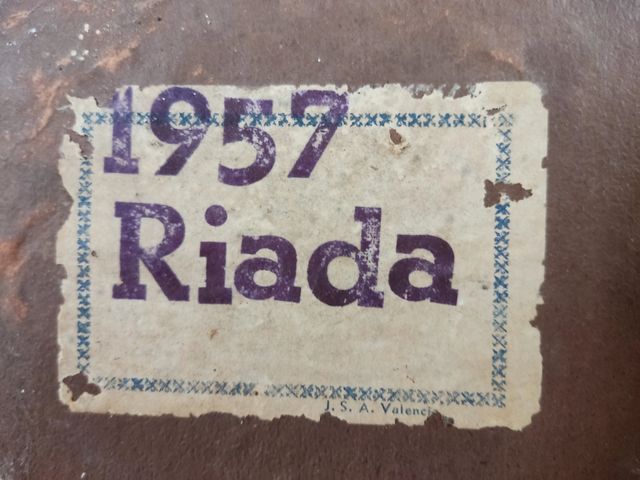 1957
Riada
J. S. A. Valencia